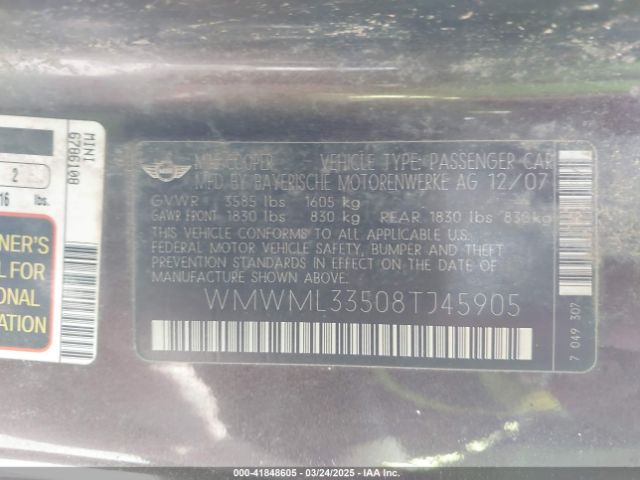 MINI
6786108
2
16 lbs.
NER'S
L FOR
ONAL
ATION
MINI COOPER VEHICLE TYPE: PASSENGER CAR
MFD BY BAYERISCHE MOTORENWERKE AG 12/07
GVWR 3585 lbs 1605 kg
GAWR FRONT 1830 lbs 830 kg REAR 1830 lbs 830 kg
THIS VEHICLE CONFORMS TO ALL APPLICABLE U.S.
FEDERAL MOTOR VEHICLE SAFETY, BUMPER AND THEFT
PREVENTION STANDARDS IN EFFECT ON THE DATE OF
MANUFACTURE SHOWN ABOVE.
WMWML33508TJ45905
7 049 307
000-41848605 - 03/24/2025 - IAA Inc.